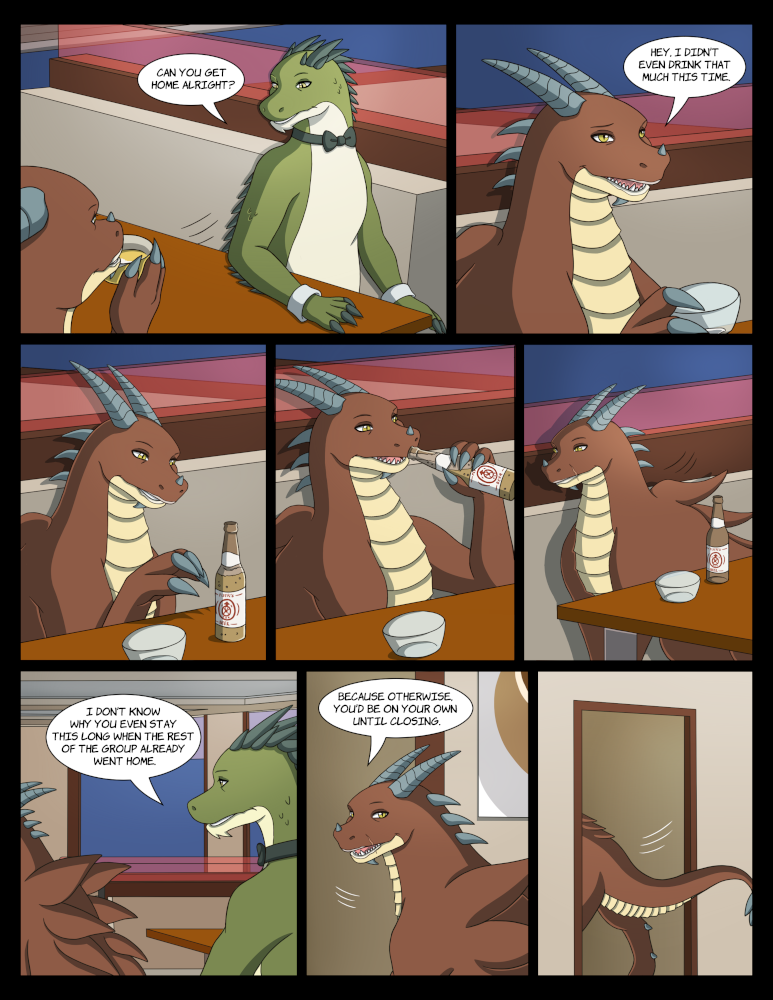 CAN YOU GET
HOME ALRIGHT?
HEY, I DIDN'T
EVEN DRINK THAT
MUCH THIS TIME.
I DON'T KNOW
WHY YOU EVEN STAY
THIS LONG WHEN THE REST
OF THE GROUP ALREADY
WENT HOME.
BECAUSE OTHERWISE,
YOU'D BE ON YOUR OWN
UNTIL CLOSING.